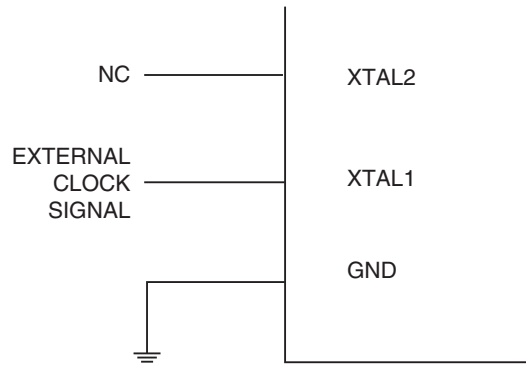 NC
XTAL2
EXTERNAL
CLOCK
SIGNAL
XTAL1
GND